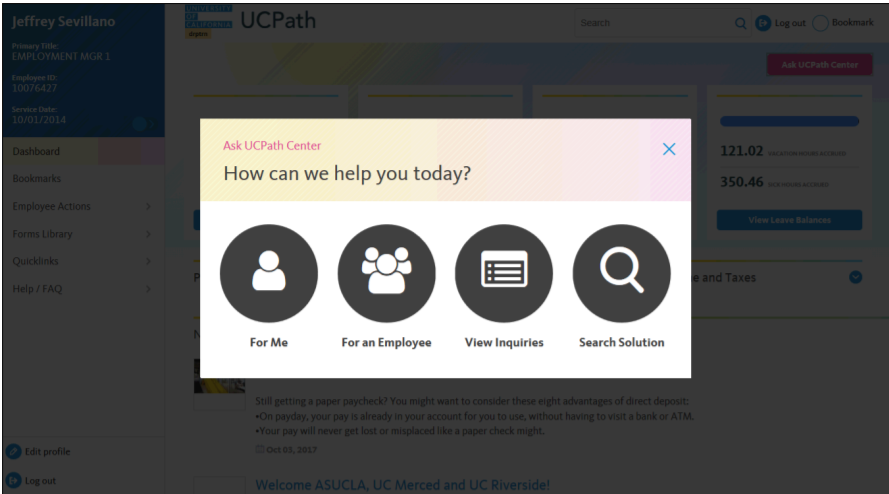 Jeffrey Sevillano
Primary Title:
EMPLOYMENT MGR 1
Employee ID:
10076427
Service Date:
10/01/2014
Dashboard
Bookmarks
Employee Actions
Forms Library
Quicklinks
Help / FAQ
Edit profile
Log out
UNIVERSITY
OF
CALIFORNIA
UCPath
Search
Log out
Bookmark
Ask UCPath Center
121.02 VACATION HOURS ACCRUED
350.46 SICK HOURS ACCRUED
View Leave Balances
Ask UCPath Center
How can we help you today?
For Me
For an Employee
View Inquiries
Search Solution
P
e and Taxes
N
Still getting a paper paycheck? You might want to consider these eight advantages of direct deposit:
•On payday, your pay is already in your account for you to use, without having to visit a bank or ATM.
•Your pay will never get lost or misplaced like a paper check might.
Oct 03, 2017
Welcome ASUCLA, UC Merced and UC Riverside!